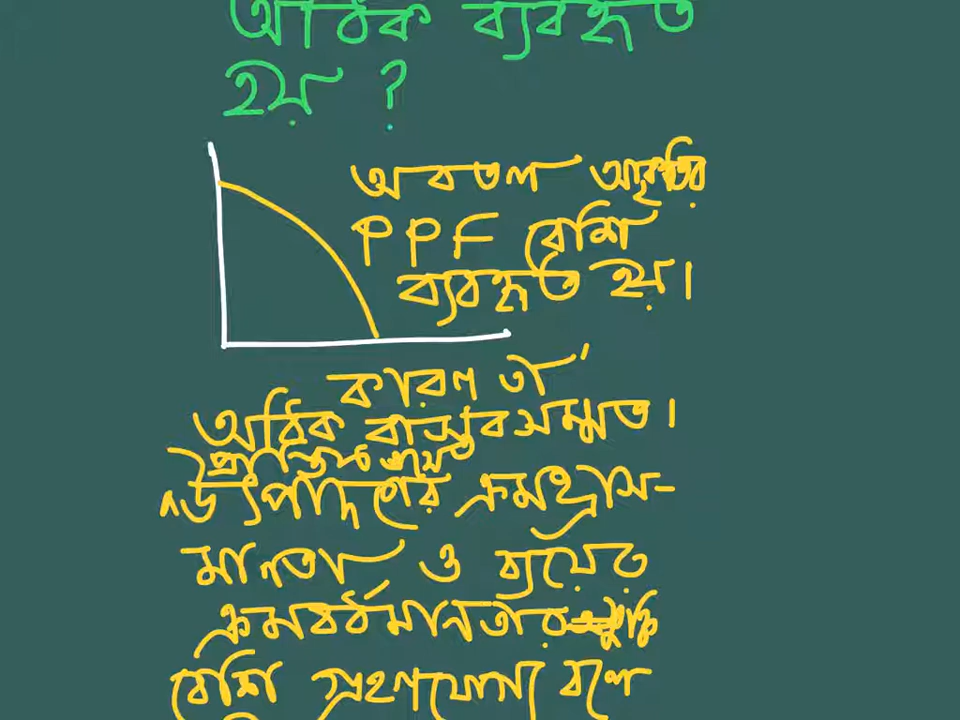 অধিক ব্যবহৃত
হয় ?
অবতল আকৃতির
PPF বেশি
ব্যবহৃত হয়।
কারণ তা
অধিক বাস্তবসম্মত।
প্রান্তিক
উৎপাদনের ক্রমহ্রাস-
মানতা ও ব্যয়ের
ক্রমবর্ধমানতার যুক্তি
বেশি গ্রহণযোগ্য বলে